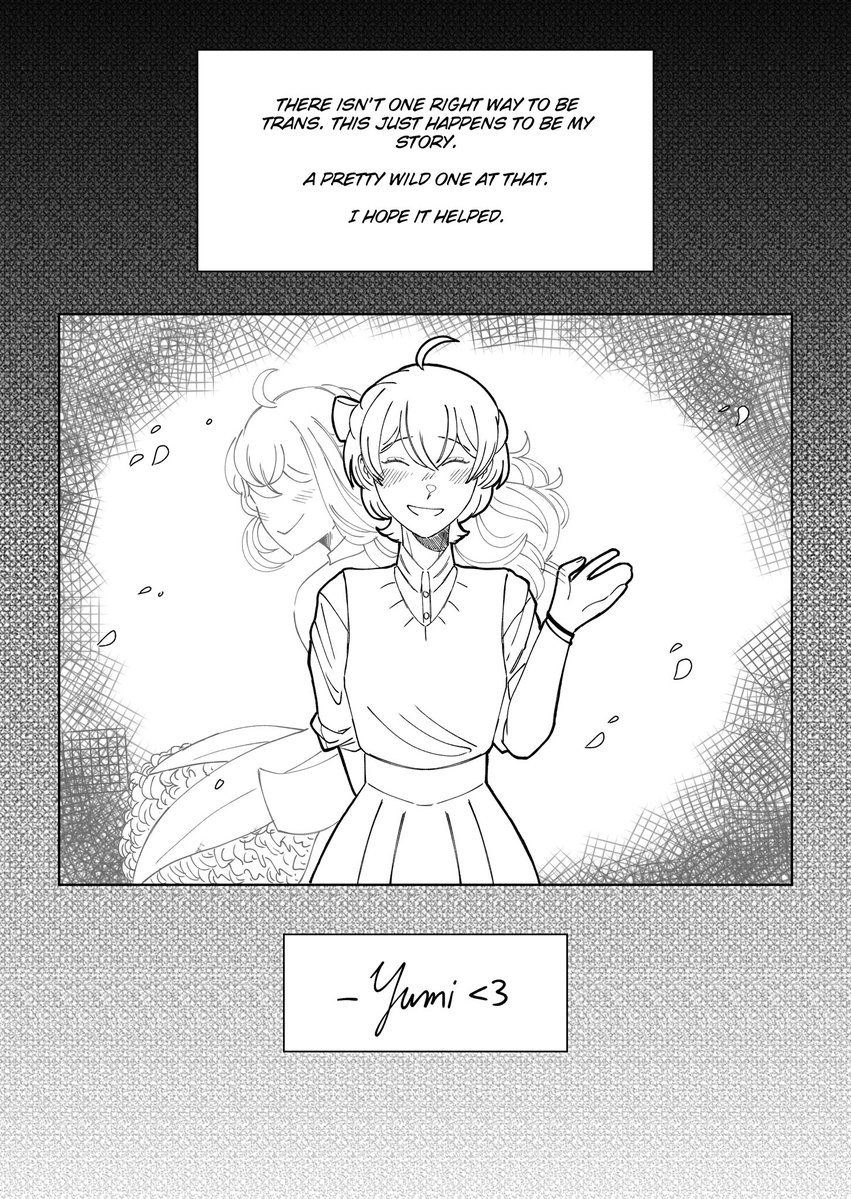 THERE ISN'T ONE RIGHT WAY TO BE
TRANS. THIS JUST HAPPENS TO BE MY
STORY.
A PRETTY WILD ONE AT THAT.
I HOPE IT HELPED.
- Yumi <3